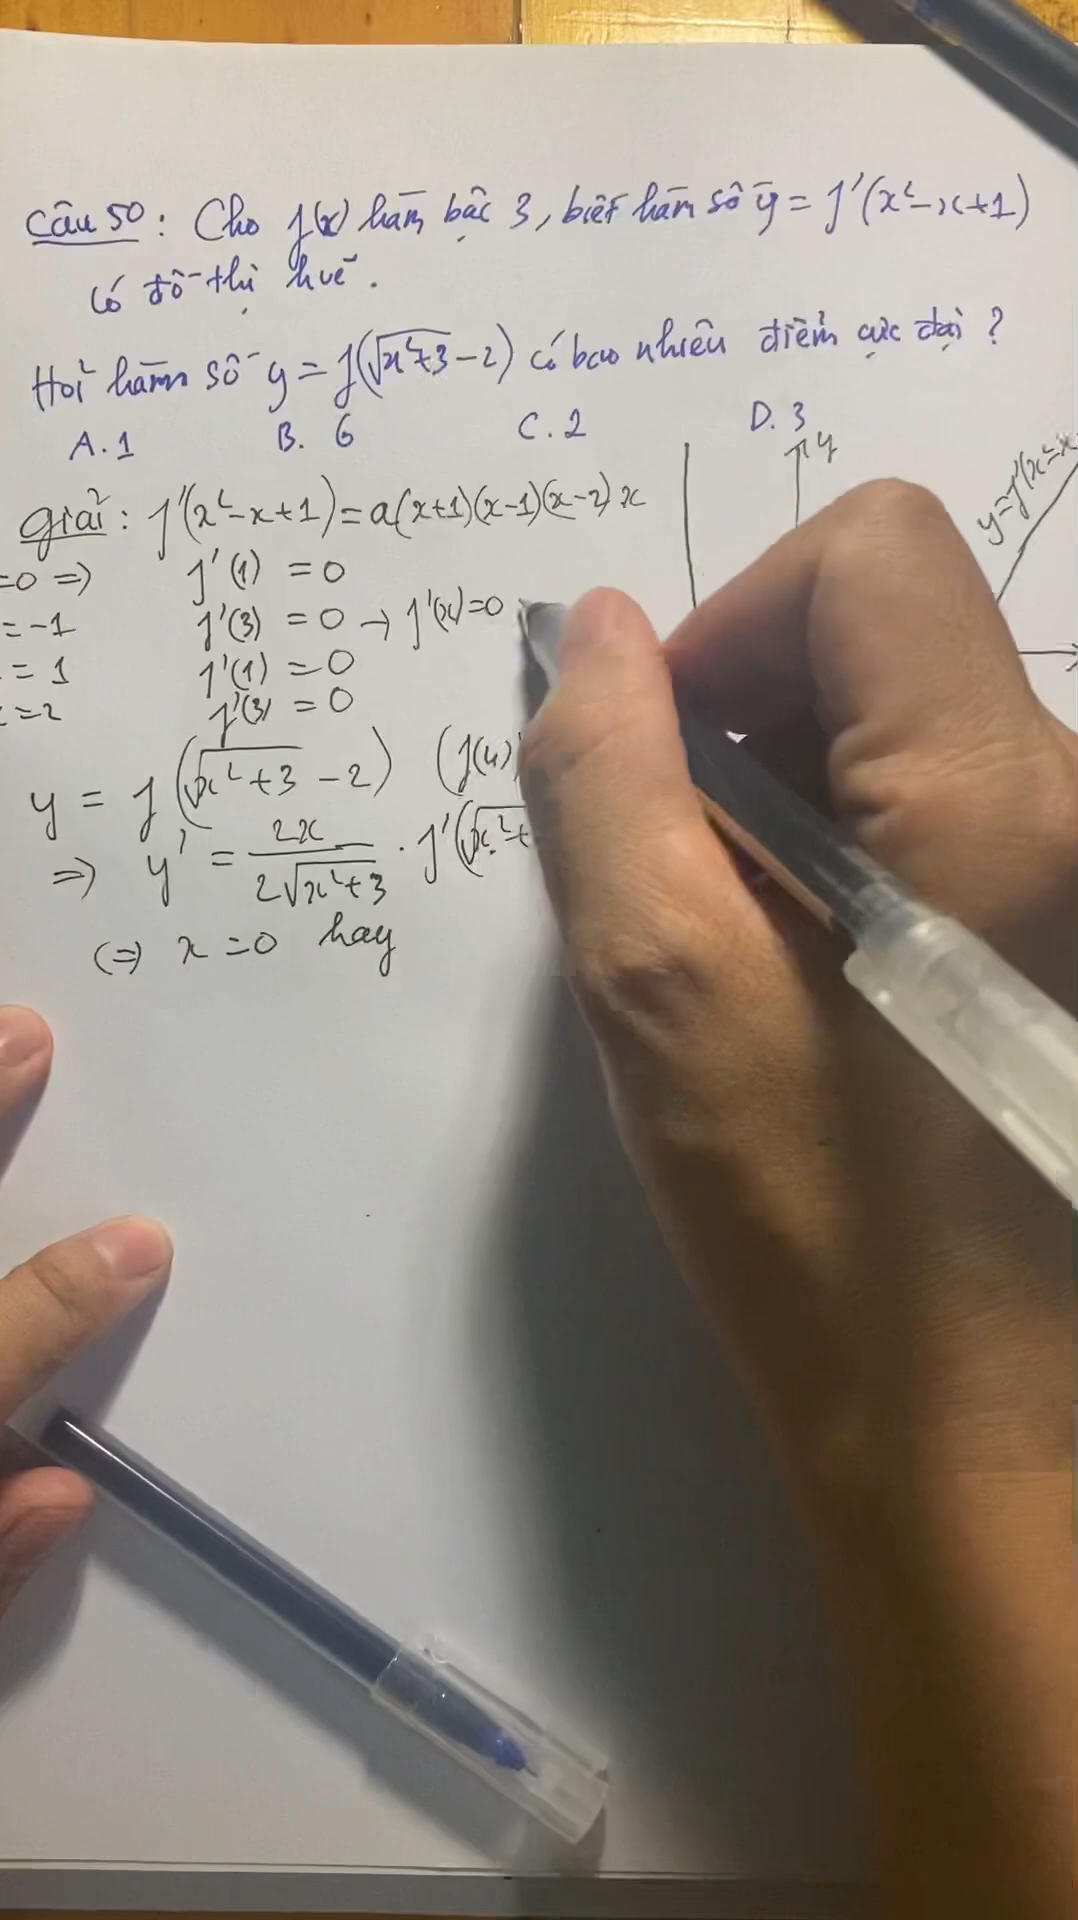 Câu 50: Cho f(x) hàm bậc 3, biết hàm số y = f'(x²-x+1)
có đồ thị hvẽ.
Hỏi hàm số y = f(√(x²+3) - 2) có bao nhiêu điểm cực đại?
A. 1 B. 6 C. 2 D. 3
y
y = f'(x²-x
Giải: f'(x²-x+1) = a(x+1)(x-1)(x-2)x
=0 ⇒ f'(1) = 0
= -1 f'(3) = 0 → f'(x) = 0
= 1 f'(1) = 0
=2 f'(3) = 0
y = f(√(x²+3) - 2) (f(u))
⇒ y' = 2x/(2√(x²+3)) · f'(√(x²+
(⇒) x = 0 hay